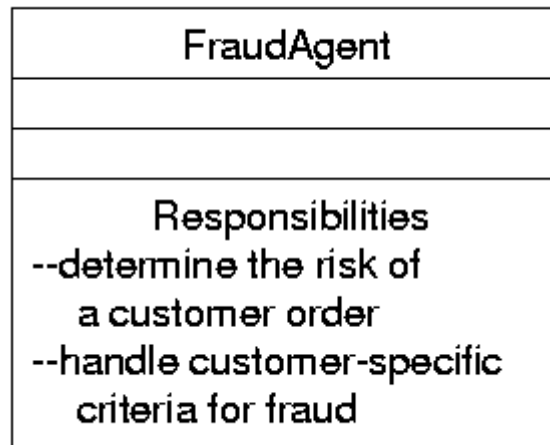 FraudAgent
Responsibilities
--determine the risk of
a customer order
--handle customer-specific
criteria for fraud